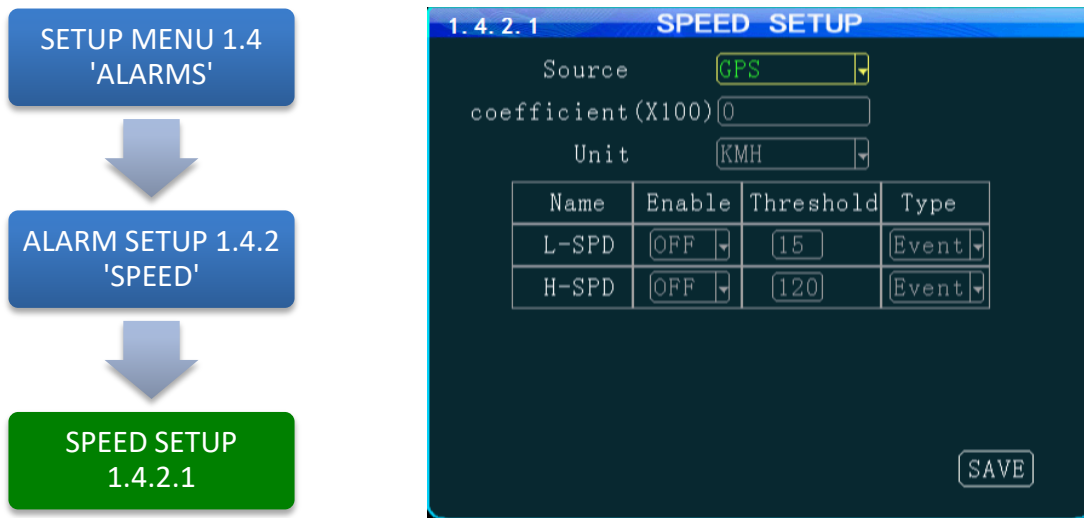 SETUP MENU 1.4
'ALARMS'
ALARM SETUP 1.4.2
'SPEED'
SPEED SETUP
1.4.2.1
1.4.2.1 SPEED SETUP
Source GPS
coefficient(X100) 0
Unit KMH
Name Enable Threshold Type
L-SPD OFF 15 Event
H-SPD OFF 120 Event
SAVE